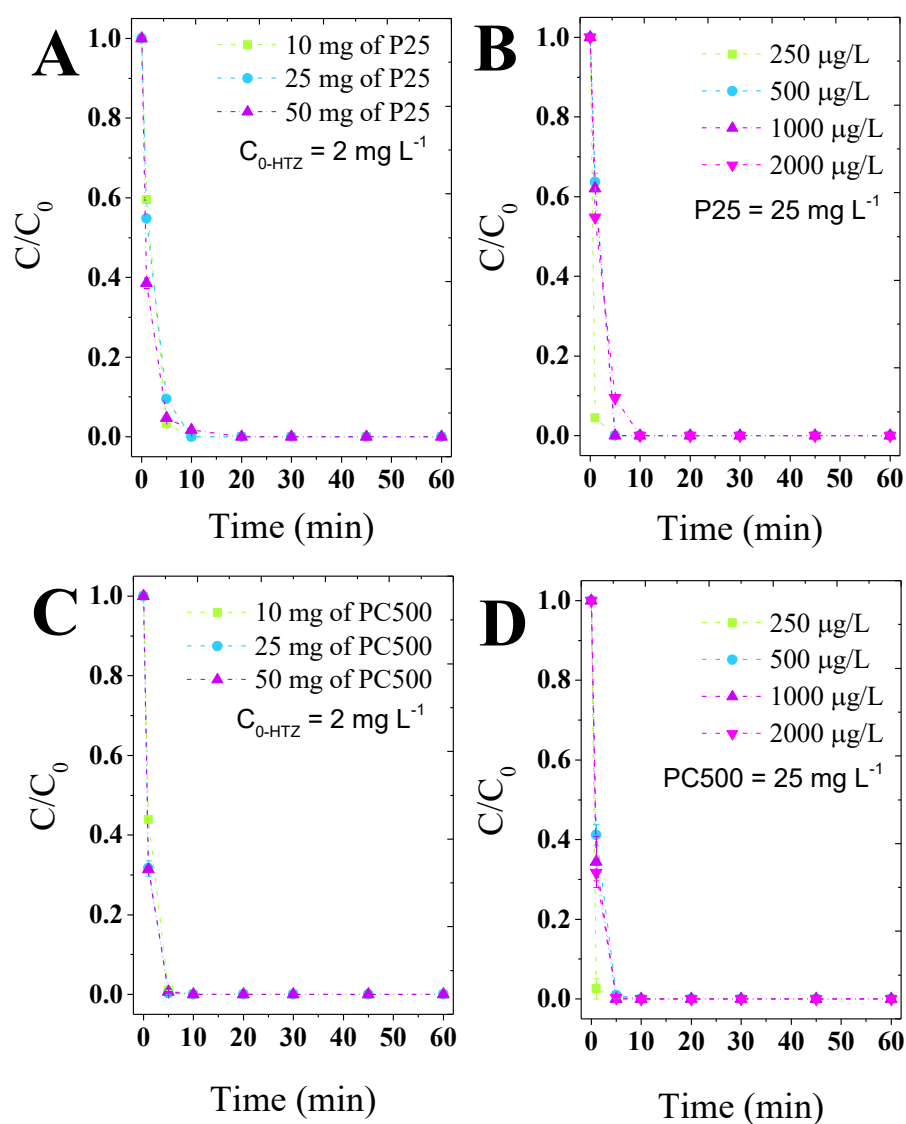 A
1.0
0.8
0.6
0.4
0.2
0.0
C/C0
10 mg of P25
25 mg of P25
50 mg of P25
C0-HTZ = 2 mg L-1
0 10 20 30 40 50 60
Time (min)
B
1.0
0.8
0.6
0.4
0.2
0.0
C/C0
250 μg/L
500 μg/L
1000 μg/L
2000 μg/L
P25 = 25 mg L-1
0 10 20 30 40 50 60
Time (min)
C
1.0
0.8
0.6
0.4
0.2
0.0
C/C0
10 mg of PC500
25 mg of PC500
50 mg of PC500
C0-HTZ = 2 mg L-1
0 10 20 30 40 50 60
Time (min)
D
1.0
0.8
0.6
0.4
0.2
0.0
C/C0
250 μg/L
500 μg/L
1000 μg/L
2000 μg/L
PC500 = 25 mg L-1
0 10 20 30 40 50 60
Time (min)